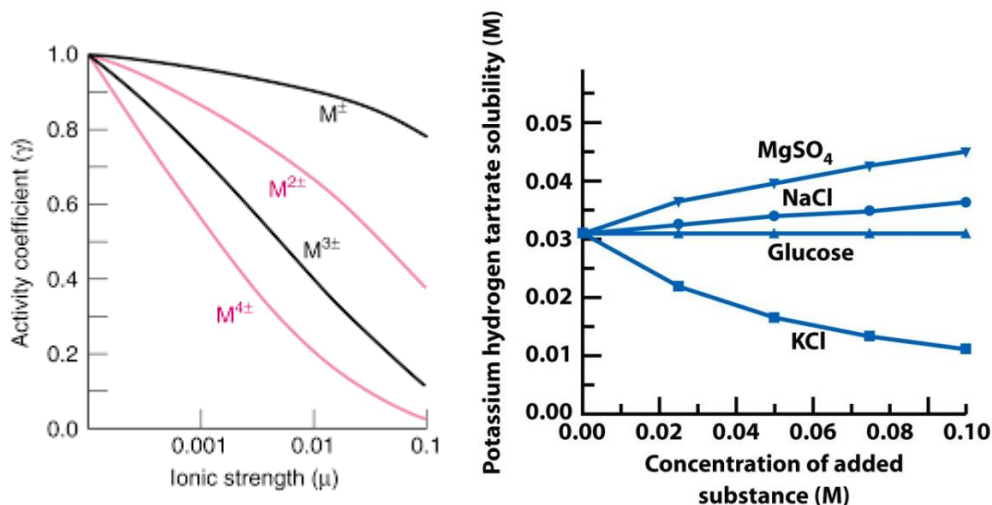 Activity coefficient (γ)
1.0
0.8
0.6
0.4
0.2
0.0
M±
M2±
M3±
M4±
0.001
0.01
0.1
Ionic strength (μ)
Potassium hydrogen tartrate solubility (M)
0.05
0.04
0.03
0.02
0.01
0.00
MgSO₄
NaCl
Glucose
KCl
0.00
0.02
0.04
0.06
0.08
0.10
Concentration of added
substance (M)